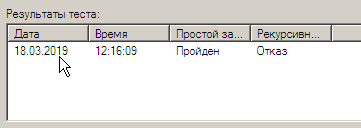 Результаты теста:
Дата Время Простой за... Рекурсивн...
18.03.2019 12:16:09 Пройден Отказ